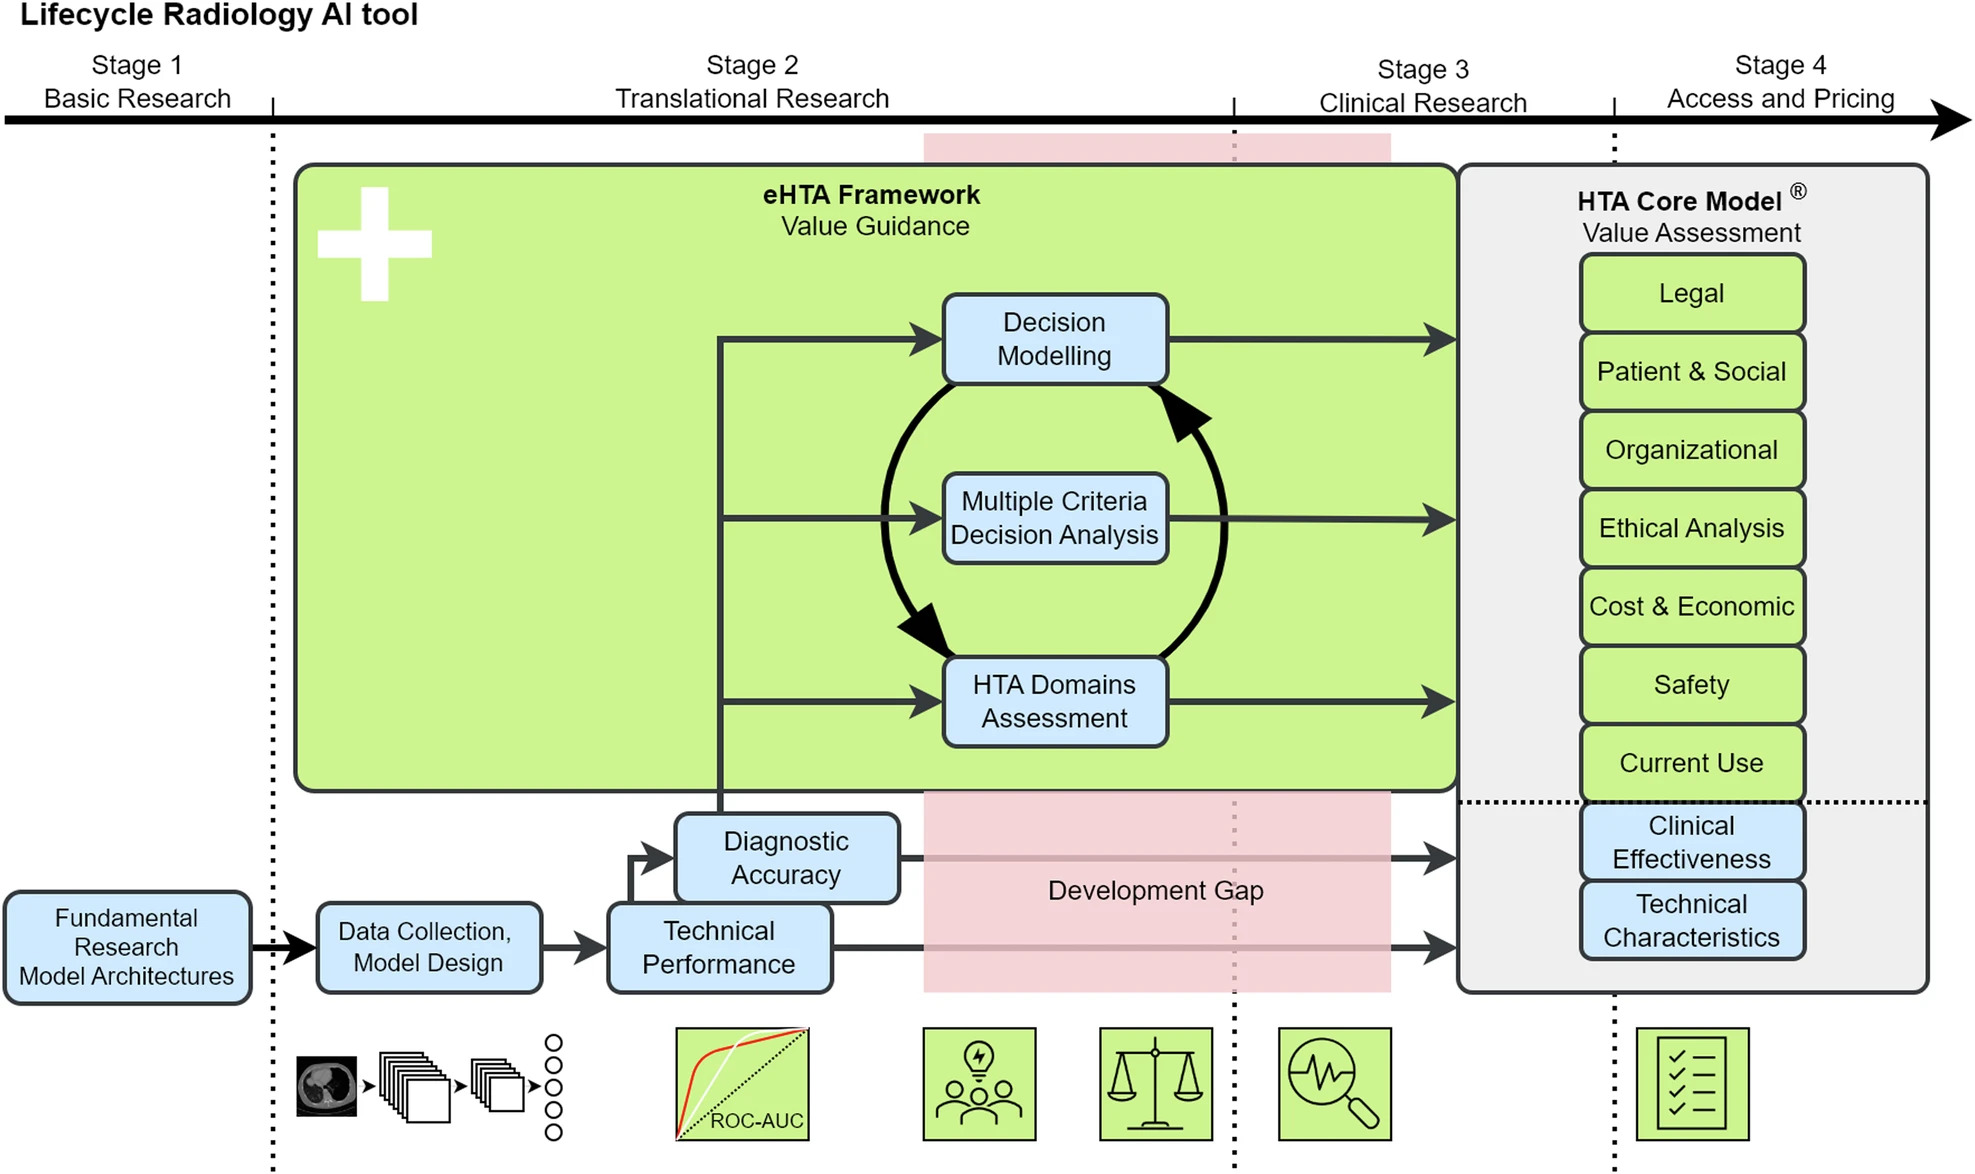 Lifecycle Radiology AI tool
Stage 1
Basic Research
Stage 2
Translational Research
Stage 3
Clinical Research
Stage 4
Access and Pricing
eHTA Framework
Value Guidance
HTA Core Model ®
Value Assessment
Decision
Modelling
Multiple Criteria
Decision Analysis
HTA Domains
Assessment
Legal
Patient & Social
Organizational
Ethical Analysis
Cost & Economic
Safety
Current Use
Clinical
Effectiveness
Technical
Characteristics
Diagnostic
Accuracy
Development Gap
Fundamental
Research
Model Architectures
Data Collection,
Model Design
Technical
Performance
ROC-AUC